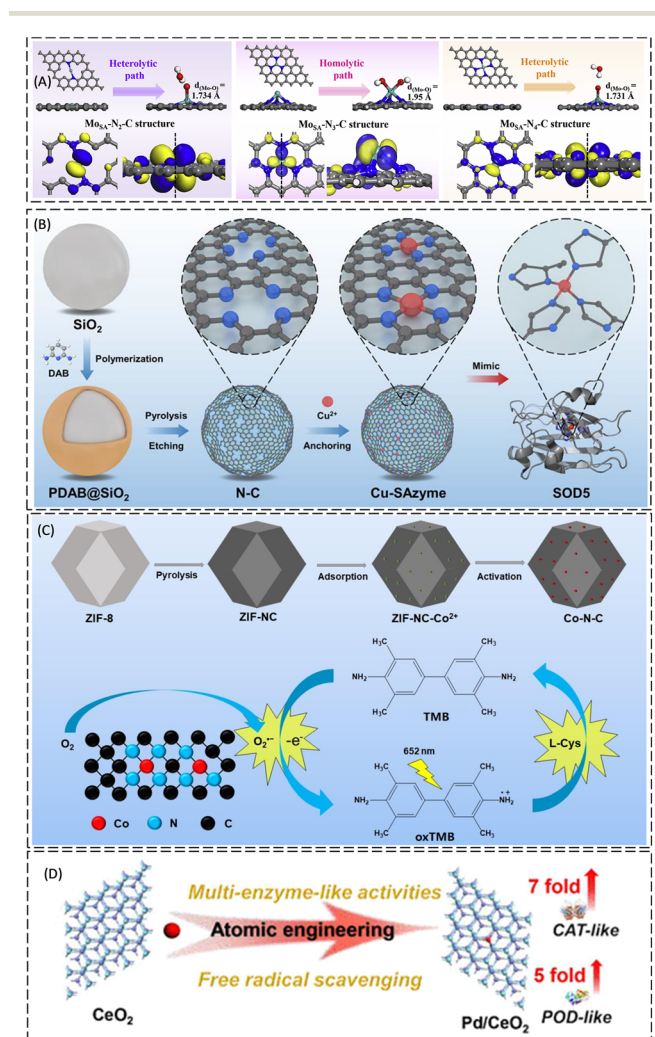 (A)
Heterolytic
path
d(Mo-O) =
1.734 Å
MoSA-N2-C structure
Homolytic
path
d(Mo-O) =
1.95 Å
MoSA-N3-C structure
Heterolytic
path
d(Mo-O) =
1.731 Å
MoSA-N4-C structure
(B)
SiO2
DAB
Polymerization
PDAB@SiO2
Pyrolysis
Etching
N-C
Cu2+
Anchoring
Cu-SAzyme
Mimic
SOD5
(C)
ZIF-8
Pyrolysis
ZIF-NC
Adsorption
ZIF-NC-Co2+
Activation
Co-N-C
O2
O2•−
-e-
Co
N
C
H3C
CH3
NH2
NH2
H3C
CH3
TMB
652 nm
H3C
CH3
NH2
•+
NH2
H3C
CH3
oxTMB
L-Cys
(D)
CeO2
Multi-enzyme-like activities
Atomic engineering
Free radical scavenging
Pd/CeO2
7 fold
CAT-like
5 fold
POD-like